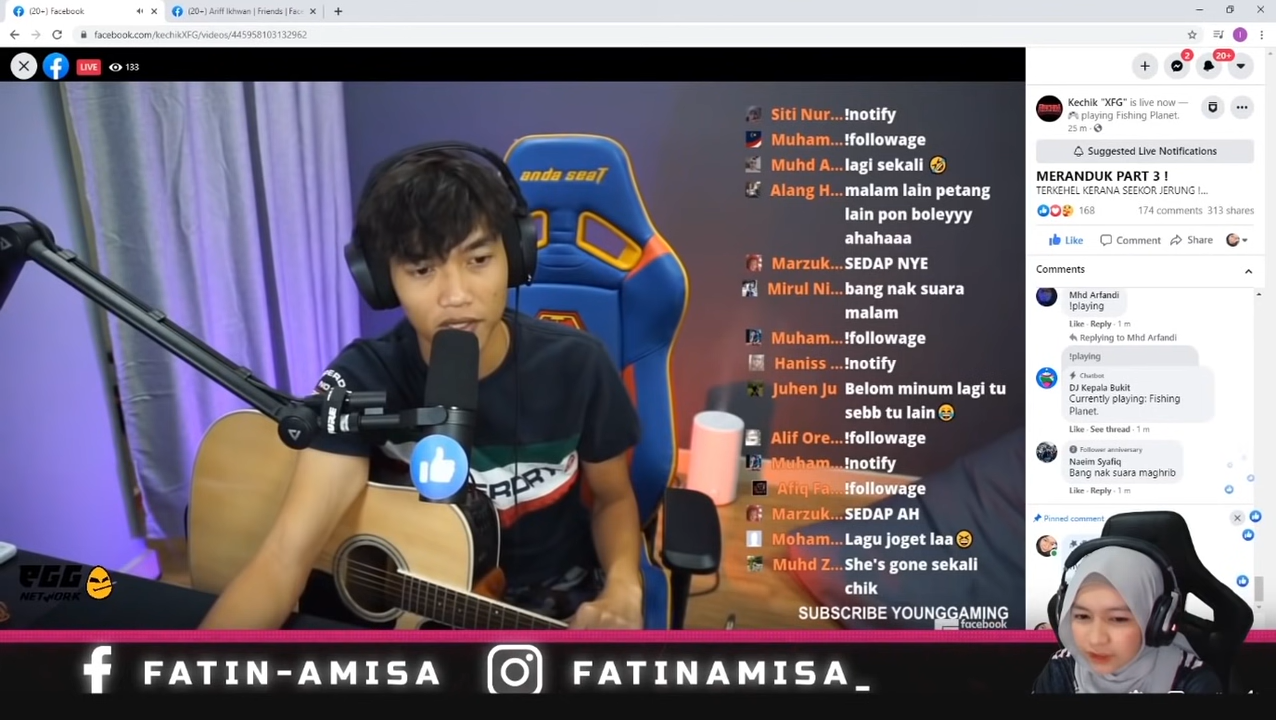 (20+) Facebook
(20+) Ariff Ikhwan | Friends | Fac
facebook.com/kechikXFG/videos/445958103132962
LIVE
133
2
20+
Kechik "XFG" is live now —
playing Fishing Planet.
25 m
Suggested Live Notifications
MERANDUK PART 3 !
TERKEHEL KERANA SEEKOR JERUNG !...
168
174 comments 313 shares
Like
Comment
Share
Comments
Mhd Arfandi
!playing
Like · Reply · 1 m
Replying to Mhd Arfandi
!playing
Chatbot
DJ Kepala Bukit
Currently playing: Fishing
Planet.
Like · See thread · 1 m
Follower anniversary
Naeim Syafiq
Bang nak suara maghrib
Like · Reply · 1 m
Pinned comment
Siti Nur... !notify
Muham... !followage
Muhd A... lagi sekali 🤣
Alang H... malam lain petang
lain pon boleyyy
ahahaaa
Marzuk... SEDAP NYE
Mirul Ni... bang nak suara
malam
Muham... !followage
Haniss ... !notify
Juhen Ju Belom minum lagi tu
sebb tu lain 😂
Alif Ore... !followage
Muham... !notify
Afiq Fa... !followage
Marzuk... SEDAP AH
Moham... Lagu joget laa 😆
Muhd Z... She's gone sekali
chik
SUBSCRIBE YOUNGGAMING
facebook
anda seaT
EGG
NETWORK
FATIN-AMISA
FATINAMISA_